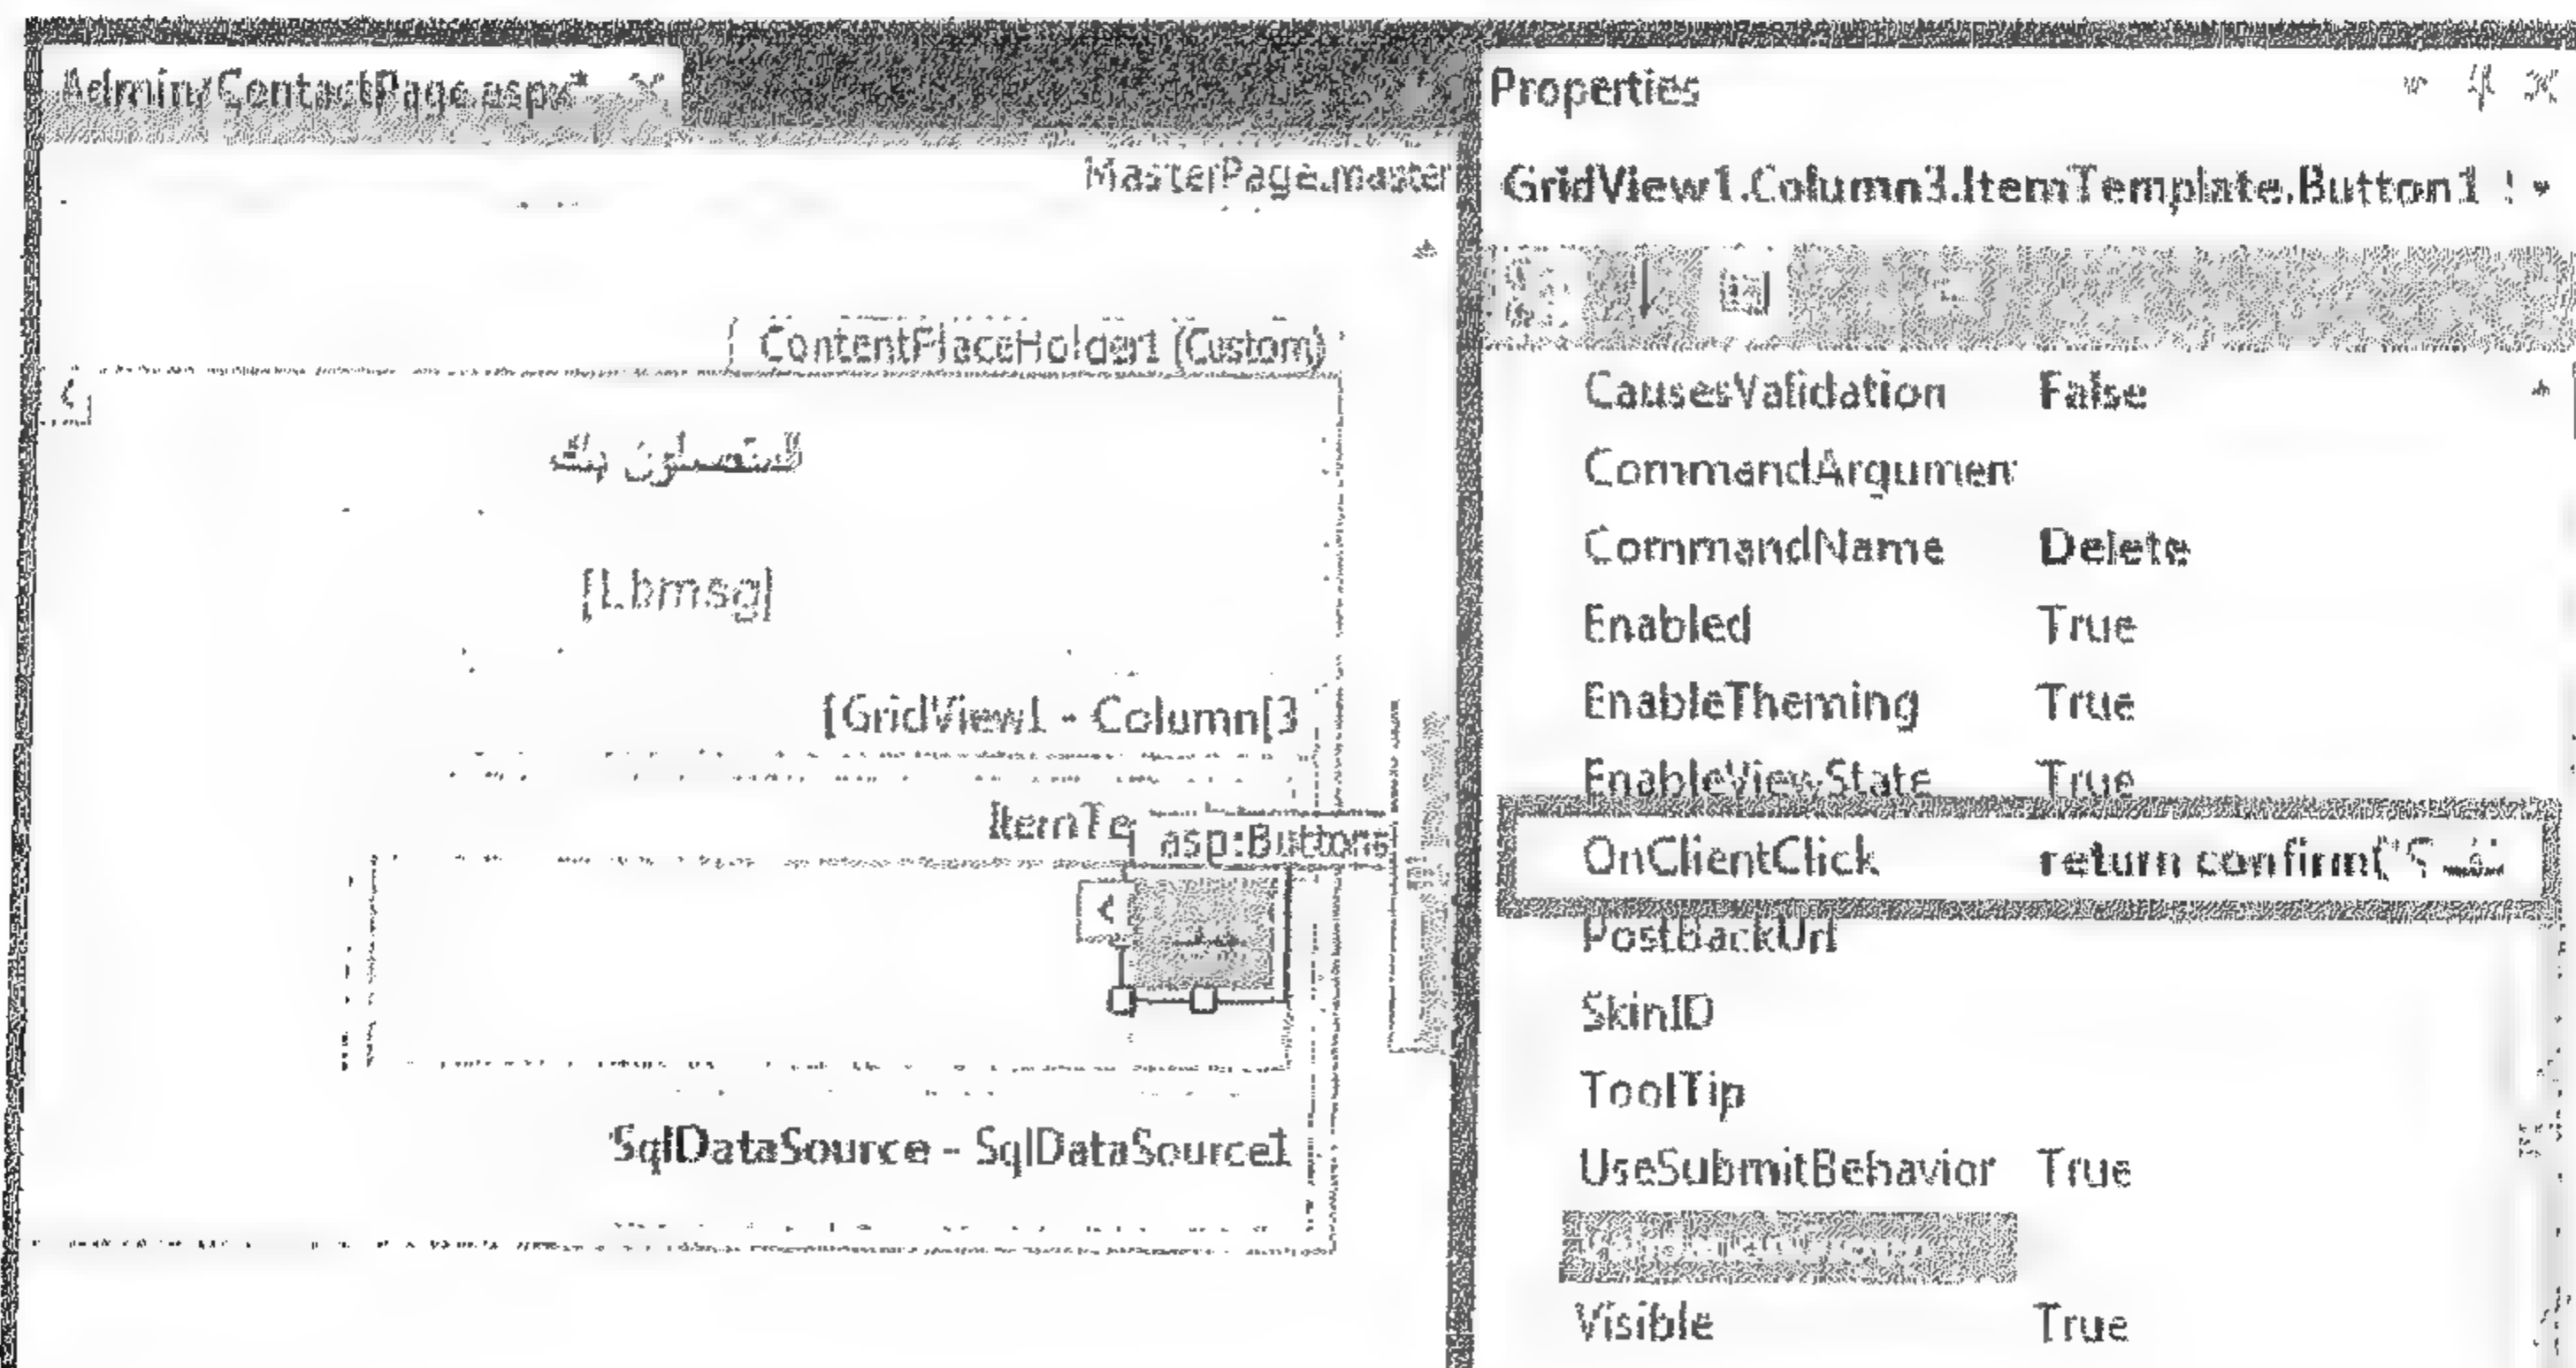 Admin/ContactPage.aspx*
MasterPage.master
ContentPlaceHolder1 (Custom)
المتصلون بك
[Lbmsg]
[GridView1 - Column[3
ItemTe
asp:Button
SqlDataSource - SqlDataSource1
Properties
GridView1.Column3.ItemTemplate.Button1
CausesValidation False
CommandArgumen
CommandName Delete
Enabled True
EnableTheming True
EnableViewState True
OnClientClick return confirm('؟
PostBackUrl
SkinID
ToolTip
UseSubmitBehavior True
Visible True